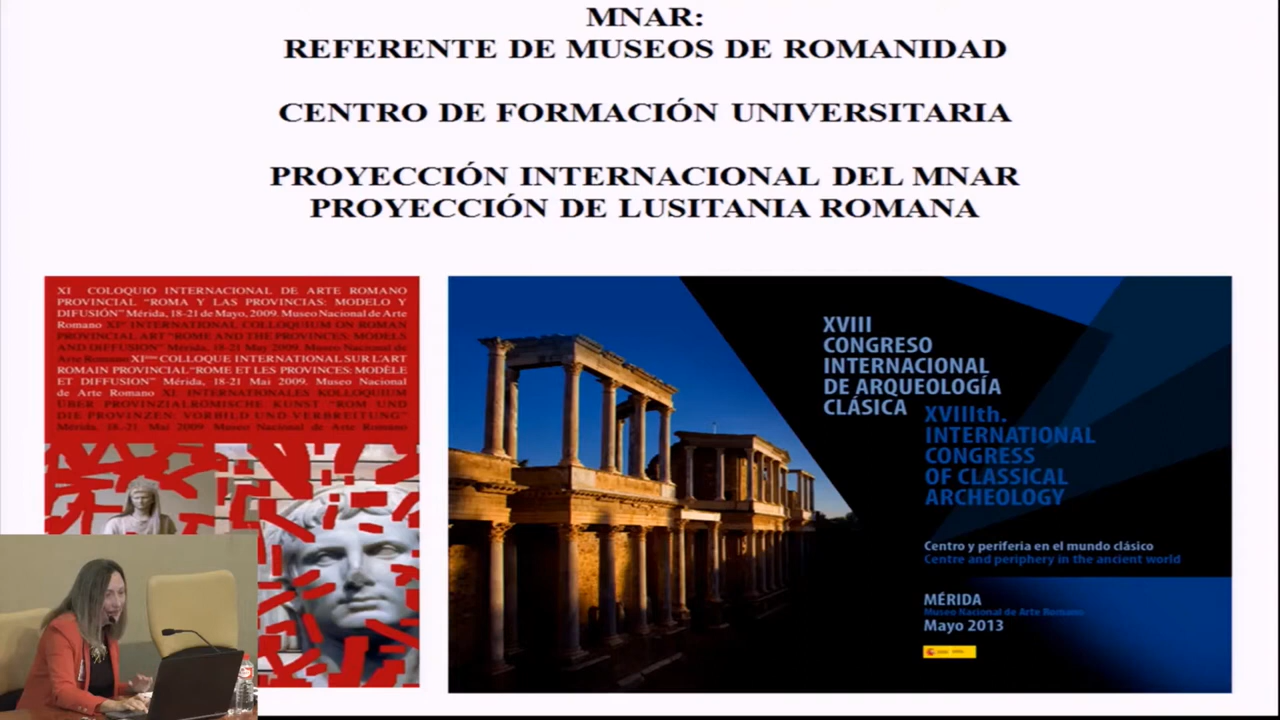 MNAR:
REFERENTE DE MUSEOS DE ROMANIDAD
CENTRO DE FORMACIÓN UNIVERSITARIA
PROYECCIÓN INTERNACIONAL DEL MNAR
PROYECCIÓN DE LUSITANIA ROMANA
XI COLOQUIO INTERNACIONAL DE ARTE ROMANO
PROVINCIAL “ROMA Y LAS PROVINCIAS: MODELO Y
DIFUSIÓN” Mérida, 18-21 de Mayo, 2009. Museo Nacional de Arte
Romano XIth INTERNATIONAL COLLOQUIUM ON ROMAN
PROVINCIAL ART “ROME AND THE PROVINCES: MODELS
AND DIFFUSION” Mérida, 18-21 May 2009. Museo Nacional de
Arte Romano XIème COLLOQUE INTERNATIONAL SUR L'ART
ROMAIN PROVINCIAL “ROME ET LES PROVINCES: MODÈLE
ET DIFFUSION” Mérida, 18-21 Mai 2009. Museo Nacional
de Arte Romano XI. INTERNATIONALES KOLLOQUIUM
ÜBER PROVINZIALRÖMISCHE KUNST “ROM UND
DIE PROVINZEN: VORBILD UND VERBREITUNG”
Mérida, 18.-21. Mai 2009 Museo Nacional de Arte Romano
XVIII
CONGRESO
INTERNACIONAL
DE ARQUEOLOGÍA
CLÁSICA
XVIIIth.
INTERNATIONAL
CONGRESS
OF CLASSICAL
ARCHEOLOGY
Centro y periferia en el mundo clásico
Centre and periphery in the ancient world
MÉRIDA
Museo Nacional de Arte Romano
Mayo 2013